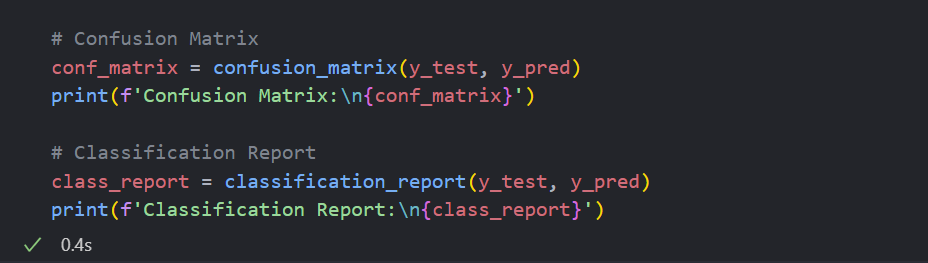 # Confusion Matrix
conf_matrix = confusion_matrix(y_test, y_pred)
print(f'Confusion Matrix:\n{conf_matrix}')
# Classification Report
class_report = classification_report(y_test, y_pred)
print(f'Classification Report:\n{class_report}')
0.4s